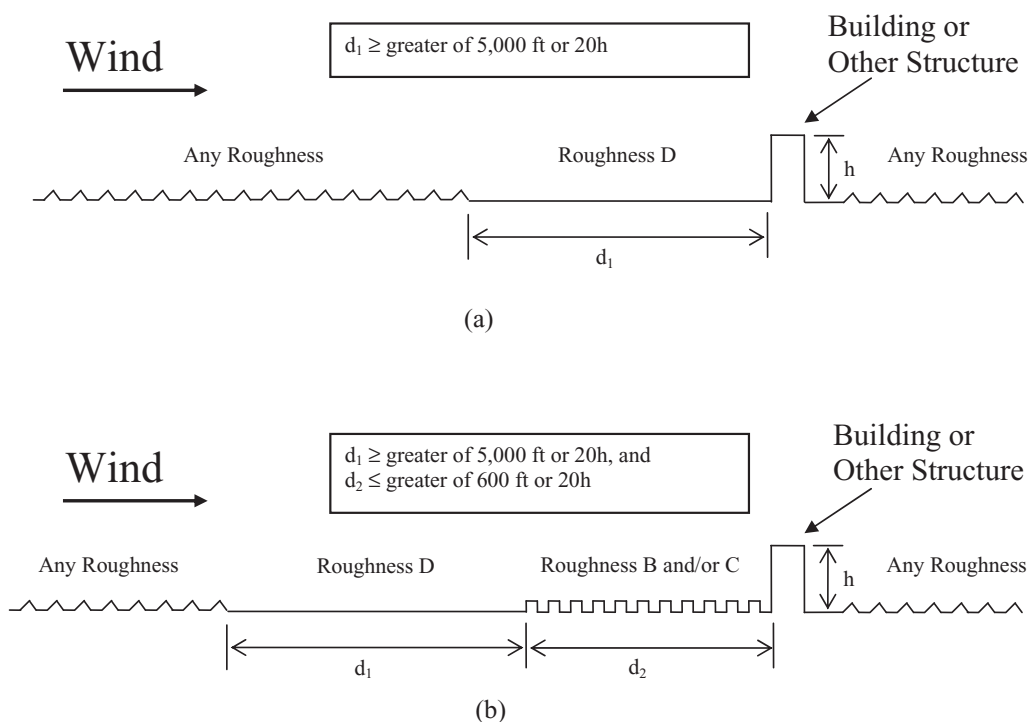 Wind
d₁ ≥ greater of 5,000 ft or 20h
Building or
Other Structure
Any Roughness
Roughness D
h
Any Roughness
d₁
(a)
Wind
d₁ ≥ greater of 5,000 ft or 20h, and
d₂ ≤ greater of 600 ft or 20h
Building or
Other Structure
Any Roughness
Roughness D
Roughness B and/or C
h
Any Roughness
d₁
d₂
(b)